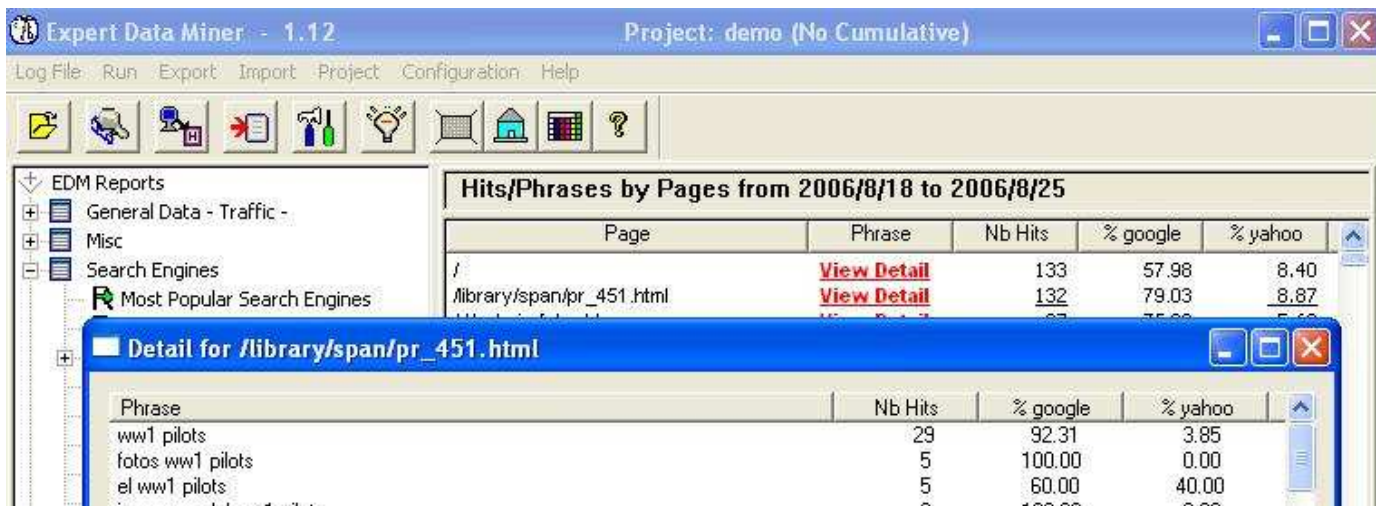 Expert Data Miner - 1.12 Project: demo (No Cumulative)
Log File Run Export Import Project Configuration Help
EDM Reports
General Data - Traffic -
Misc
Search Engines
Most Popular Search Engines
Hits/Phrases by Pages from 2006/8/18 to 2006/8/25
Page Phrase Nb Hits % google % yahoo
/ View Detail 133 57.98 8.40
/library/span/pr_451.html View Detail 132 79.03 8.87
Detail for /library/span/pr_451.html
Phrase Nb Hits % google % yahoo
ww1 pilots 29 92.31 3.85
fotos ww1 pilots 5 100.00 0.00
el ww1 pilots 5 60.00 40.00